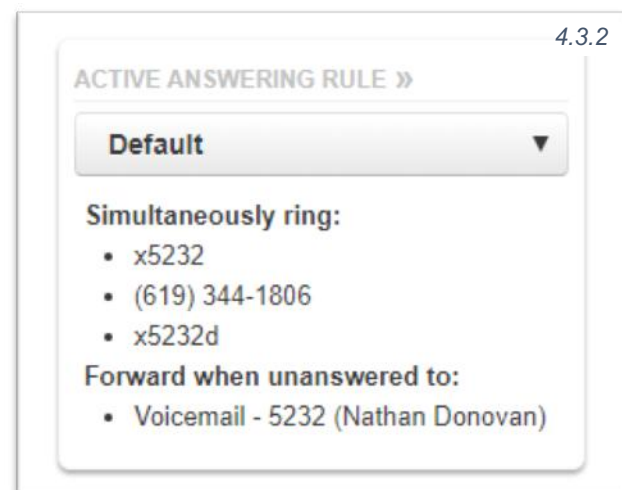 4.3.2
ACTIVE ANSWERING RULE »
Default
Simultaneously ring:
• x5232
• (619) 344-1806
• x5232d
Forward when unanswered to:
• Voicemail - 5232 (Nathan Donovan)